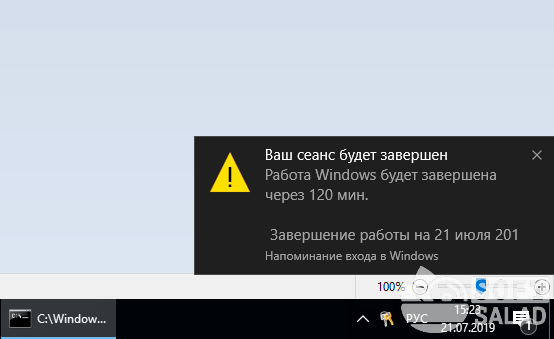 Ваш сеанс будет завершен
Работа Windows будет завершена
через 120 мин.
Завершение работы на 21 июля 201
Напоминание входа в Windows
100%
C:\Window...
РУС
15:23
21.07.2019
1
SALAD